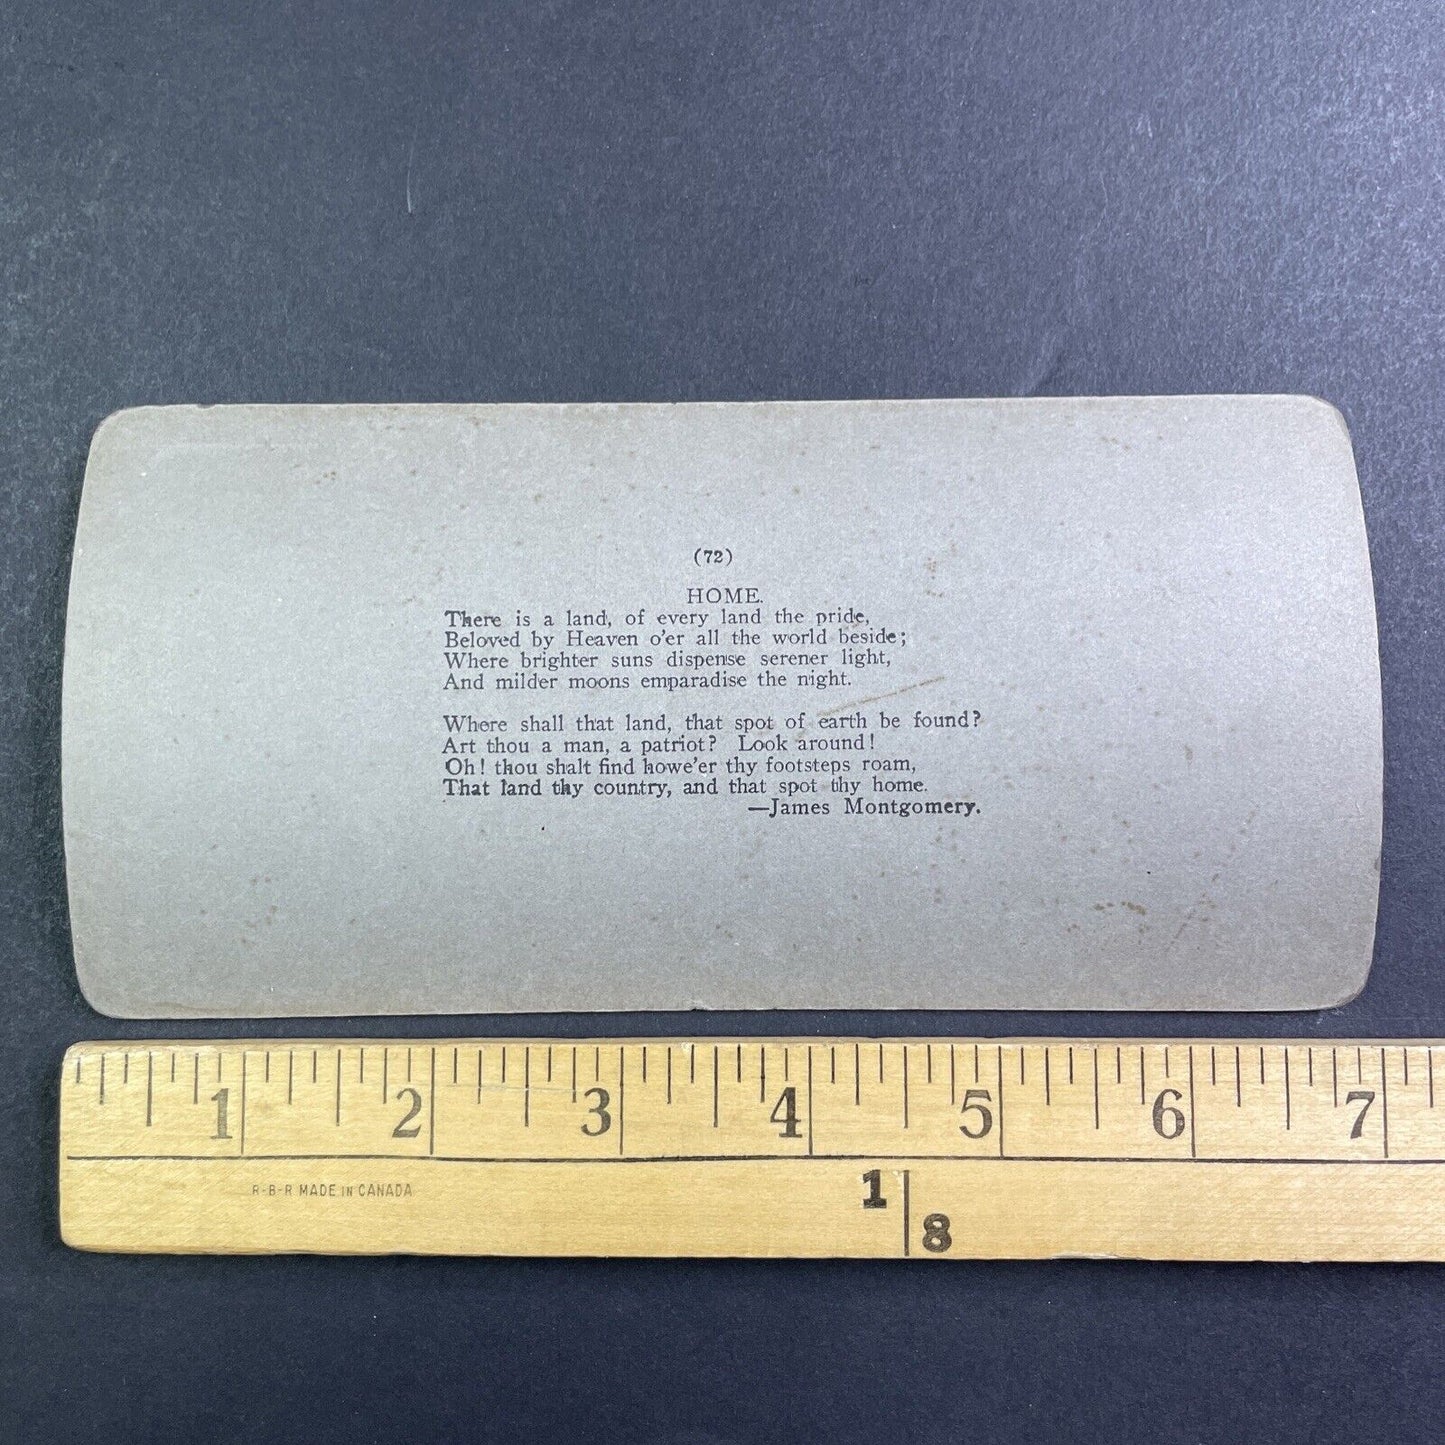 (72)
HOME.
There is a land, of every land the pride,
Beloved by Heaven o'er all the world beside;
Where brighter suns dispense serener light,
And milder moons emparadise the night.
Where shall that land, that spot of earth be found?
Art thou a man, a patriot? Look around!
Oh! thou shalt find howe'er thy footsteps roam,
That land thy country, and that spot thy home.
—James Montgomery.
1 2 3 4 5 6 7
R-B-R MADE IN CANADA
1
8